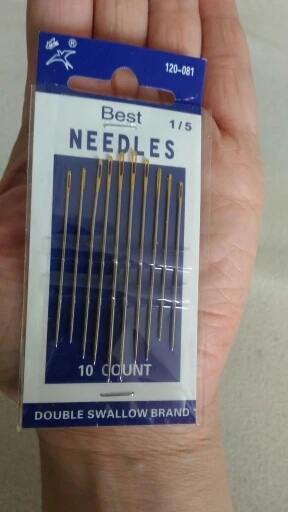 ®
120-081
Best
1/5
NEEDLES
10 COUNT
DOUBLE SWALLOW BRAND